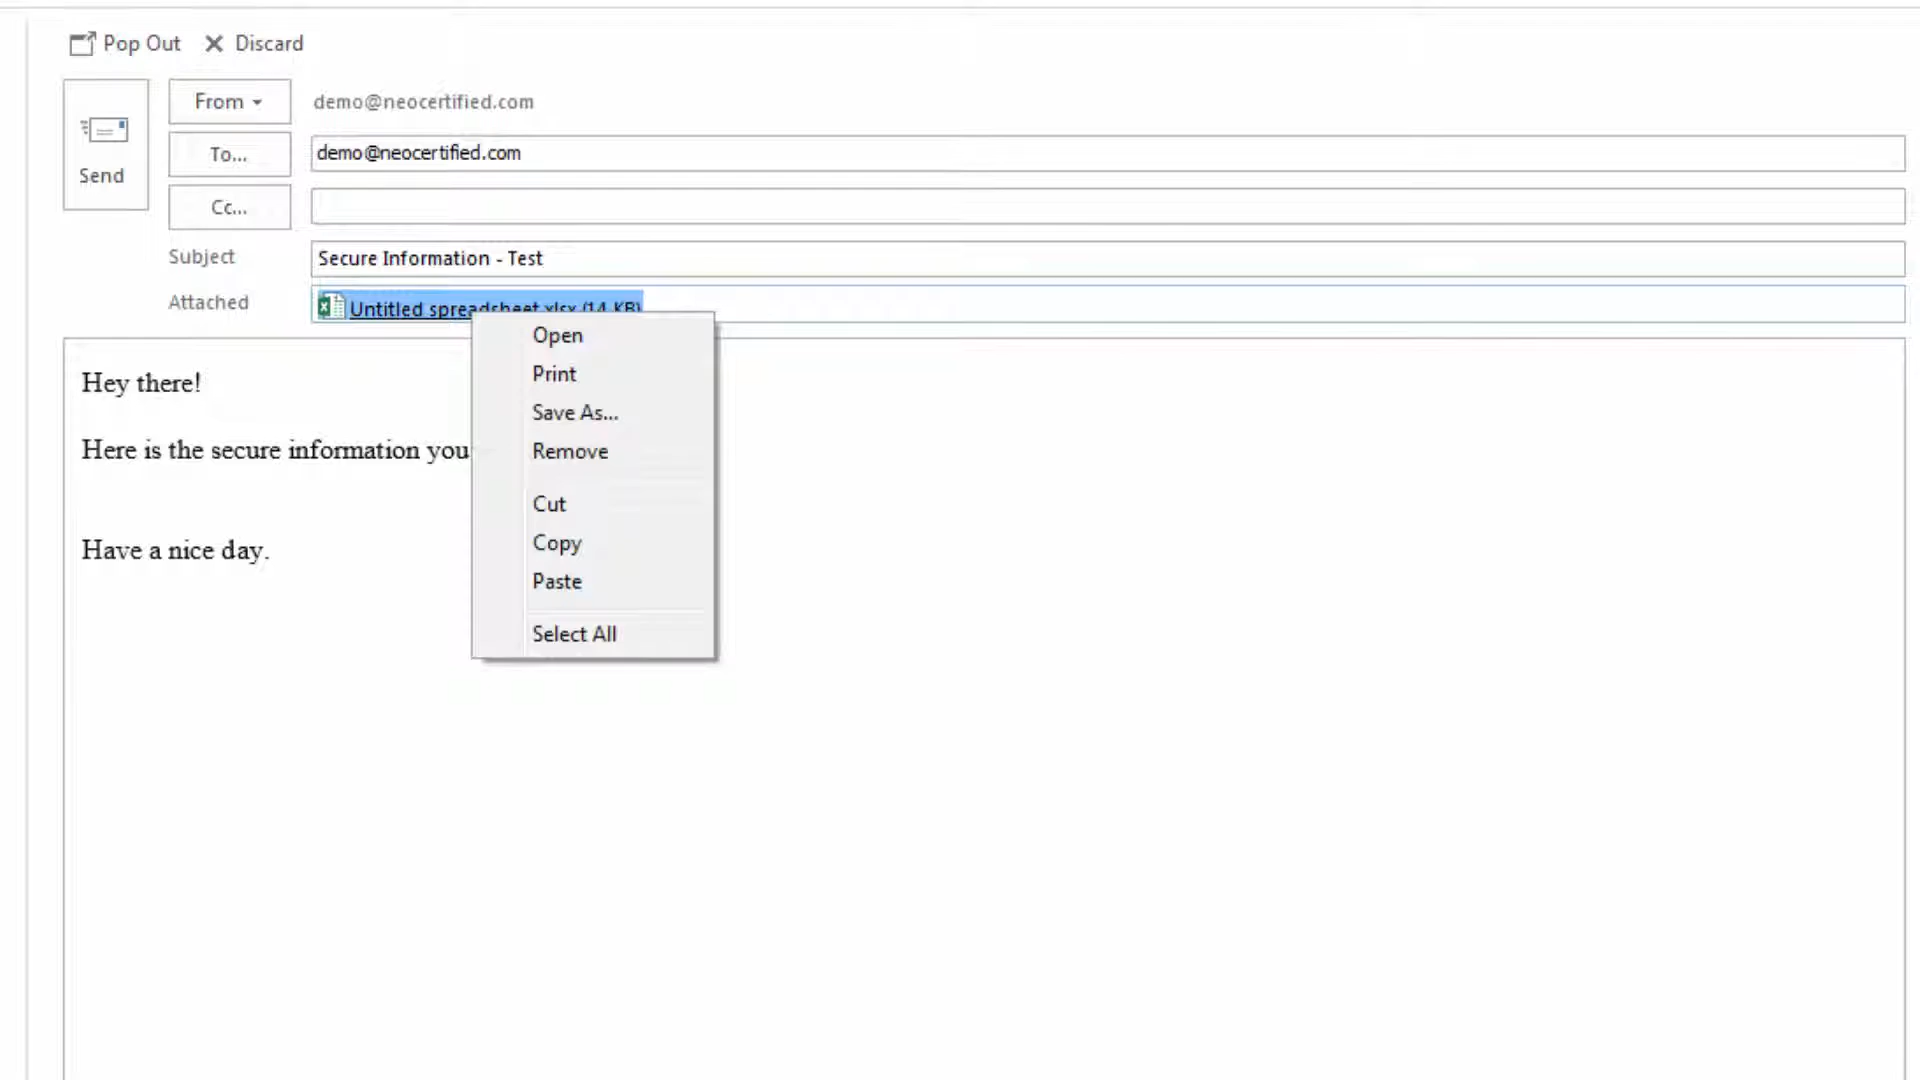 Pop Out Discard
From demo@neocertified.com
To... demo@neocertified.com
Send
Cc...
Subject Secure Information - Test
Attached Untitled spreadsheet.xlsx (14 KB)
Open
Print
Hey there!
Save As...
Remove
Here is the secure information you
Cut
Copy
Have a nice day.
Paste
Select All